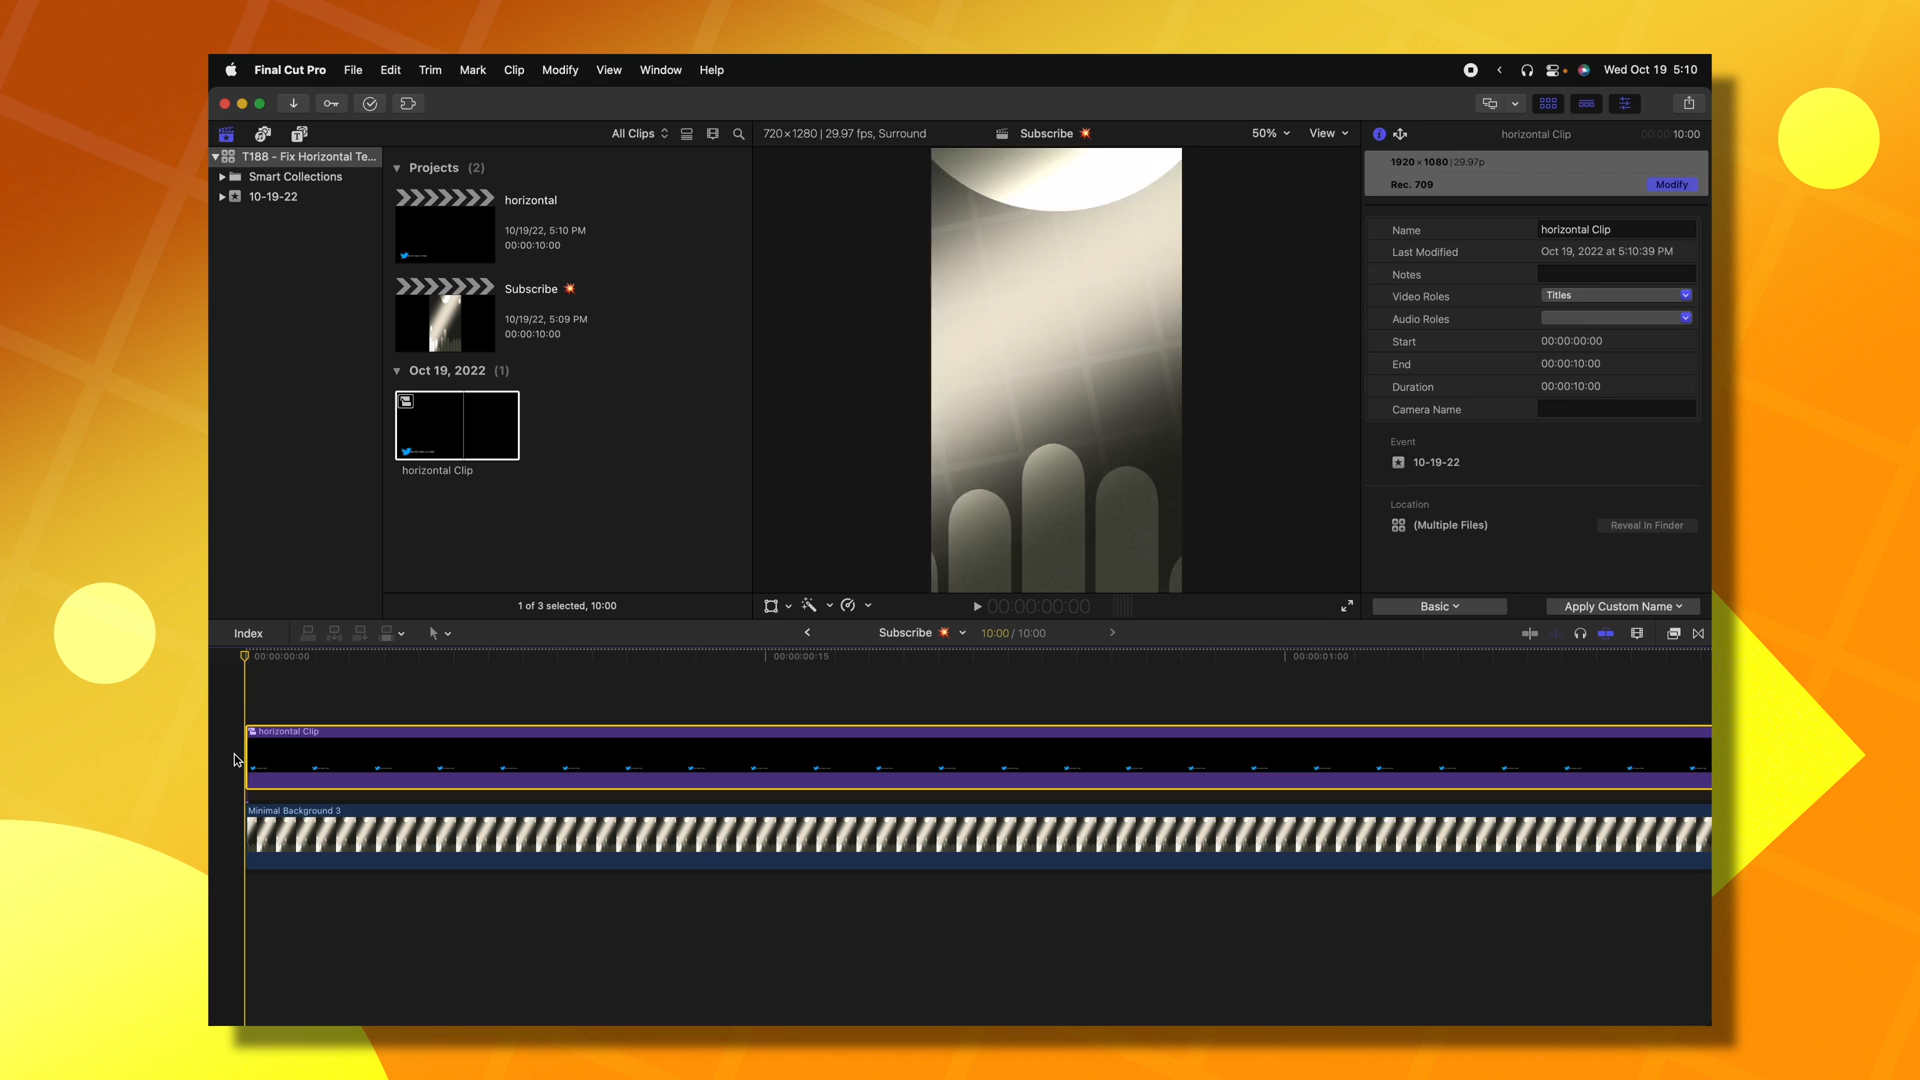 Final Cut Pro File Edit Trim Mark Clip Modify View Window Help Wed Oct 19 5:10
All Clips 720 × 1280 | 29.97 fps, Surround Subscribe 💥 50% View horizontal Clip 00:00:10:00
T188 - Fix Horizontal Te...
Smart Collections
10-19-22
Projects (2)
horizontal
10/19/22, 5:10 PM
00:00:10:00
Subscribe 💥
10/19/22, 5:09 PM
00:00:10:00
Oct 19, 2022 (1)
horizontal Clip
1 of 3 selected, 10:00
00:00:00:00
1920 × 1080 | 29.97p
Rec. 709 Modify
Name horizontal Clip
Last Modified Oct 19, 2022 at 5:10:39 PM
Notes
Video Roles Titles
Audio Roles
Start 00:00:00:00
End 00:00:10:00
Duration 00:00:10:00
Camera Name
Event
10-19-22
Location
(Multiple Files) Reveal In Finder
Basic Apply Custom Name
Index Subscribe 💥 10:00 / 10:00
00:00:00:00 00:00:00:15 00:00:01:00
horizontal Clip
Minimal Background 3